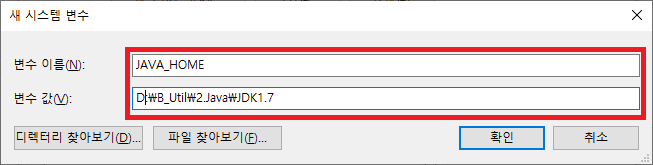 새 시스템 변수
변수 이름(N):
JAVA_HOME
변수 값(V):
D:₩B_Util₩2.Java₩JDK1.7
디렉터리 찾아보기(D)...
파일 찾아보기(F)...
확인
취소